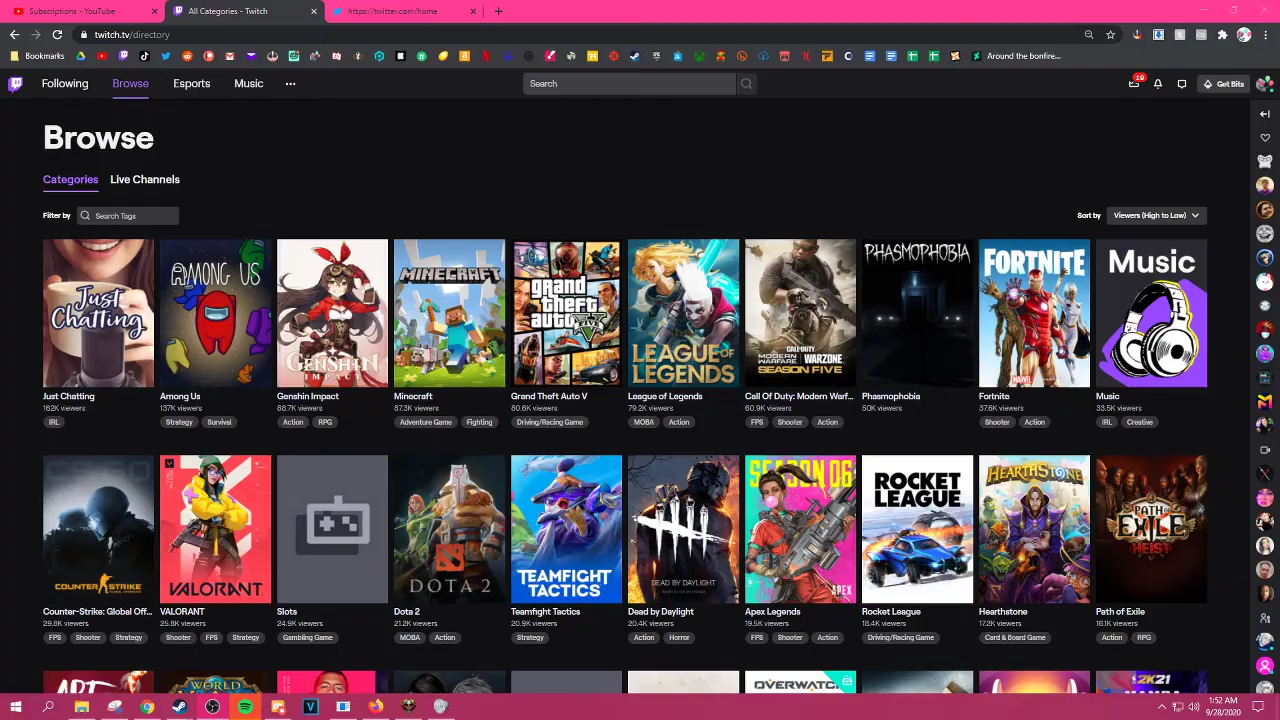 Subscriptions - YouTube
All Categories - Twitch
https://twitter.com/home
twitch.tv/directory
Bookmarks
Around the bonfire...
Following
Browse
Esports
Music
Search
19
Get Bits
Browse
Categories
Live Channels
Filter by
Search Tags
Sort by
Viewers (High to Low)
Just
Chatting
AMONG US
GENSHIN
IMPACT
MINECRAFT
grand
theft
auto V
LEAGUE OF
LEGENDS
CALL OF DUTY
MODERN WARFARE WARZONE
SEASON FIVE
PHASMOPHOBIA
FORTNITE
MARVEL
Music
Just Chatting
Among Us
Genshin Impact
Minecraft
Grand Theft Auto V
League of Legends
Call Of Duty: Modern Warf...
Phasmophobia
Fortnite
Music
162K viewers
137K viewers
88.7K viewers
87.3K viewers
80.6K viewers
79.2K viewers
60.9K viewers
50K viewers
37.6K viewers
33.5K viewers
IRL
Strategy
Survival
Action
RPG
Adventure Game
Fighting
Driving/Racing Game
MOBA
Action
FPS
Shooter
Action
Shooter
Action
IRL
Creative
COUNTER STRIKE
VALORANT
DOTA 2
TEAMFIGHT
TACTICS
DEAD BY DAYLIGHT
SEASON 06
APEX
ROCKET
LEAGUE
HEARTHSTONE
PATH OF
EXILE
HEIST
Counter-Strike: Global Off...
VALORANT
Slots
Dota 2
Teamfight Tactics
Dead by Daylight
Apex Legends
Rocket League
Hearthstone
Path of Exile
29.8K viewers
25.8K viewers
24.9K viewers
21.2K viewers
20.9K viewers
20.4K viewers
19.5K viewers
18.4K viewers
17.2K viewers
16.1K viewers
FPS
Shooter
Strategy
Shooter
FPS
Strategy
Gambling Game
MOBA
Action
Strategy
Action
Horror
FPS
Shooter
Action
Driving/Racing Game
Card & Board Game
Action
RPG
ART
WORLD
OVERWATCH
2K21
1:52 AM
9/28/2020